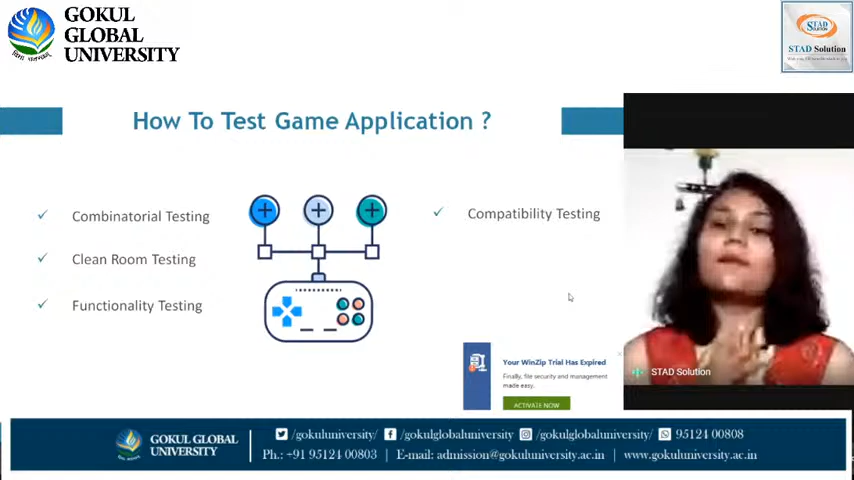 GOKUL
GLOBAL
UNIVERSITY
STAD
STAD Solution
How To Test Game Application ?
Combinatorial Testing
Clean Room Testing
Functionality Testing
Compatibility Testing
Your WinZip Trial Has Expired
Finally, file security and management
made easy.
ACTIVATE NOW
STAD Solution
GOKUL GLOBAL
UNIVERSITY
/gokuluniversity/ | /gokulglobaluniversity /gokulglobaluniversity/ 95124 00808
Ph.: +91 95124 00803 | E-mail: admission@gokuluniversity.ac.in | www.gokuluniversity.ac.in